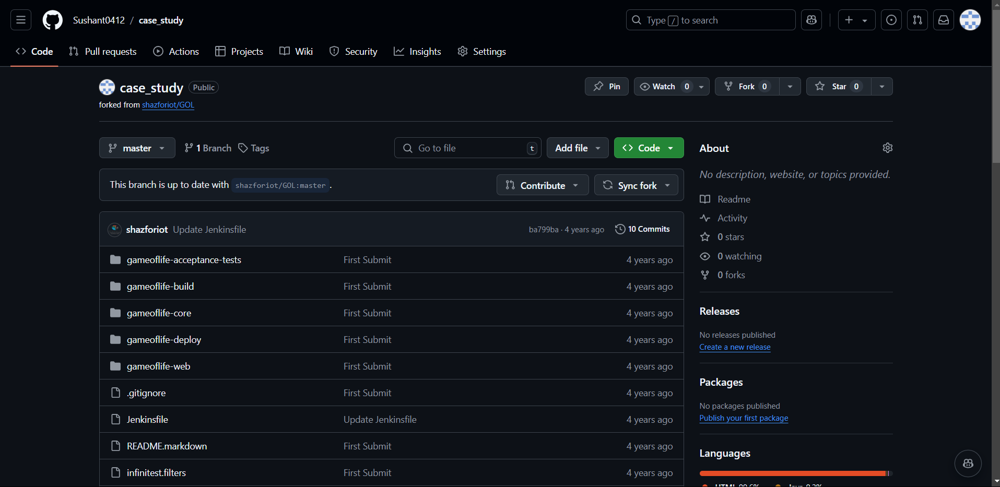 Sushant0412 / case_study
Type / to search
Code
Pull requests
Actions
Projects
Wiki
Security
Insights
Settings
case_study Public
forked from shazforiot/GOL
Pin
Watch 0
Fork 0
Star 0
master
1 Branch
Tags
Go to file t
Add file
Code
This branch is up to date with shazforiot/GOL:master .
Contribute
Sync fork
shazforiot Update Jenkinsfile ba799ba · 4 years ago 10 Commits
gameoflife-acceptance-tests First Submit 4 years ago
gameoflife-build First Submit 4 years ago
gameoflife-core First Submit 4 years ago
gameoflife-deploy First Submit 4 years ago
gameoflife-web First Submit 4 years ago
.gitignore First Submit 4 years ago
Jenkinsfile Update Jenkinsfile 4 years ago
README.markdown First Submit 4 years ago
infinitest.filters First Submit 4 years ago
About
No description, website, or topics provided.
Readme
Activity
0 stars
0 watching
0 forks
Releases
No releases published
Create a new release
Packages
No packages published
Publish your first package
Languages